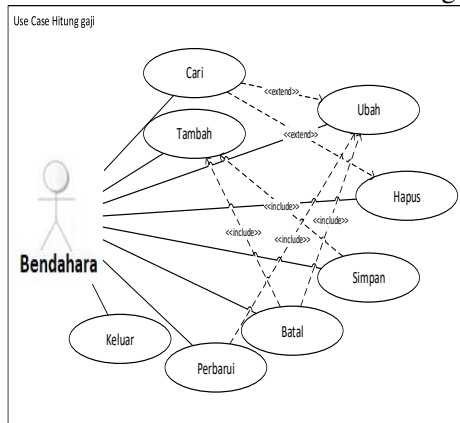 Use Case Hitung gaji
Cari
<<extend>>
Ubah
Tambah
<<extend>>
Hapus
<<include>>
<<include>>
<<include>>
<<include>>
Bendahara
Simpan
Batal
Keluar
Perbarui